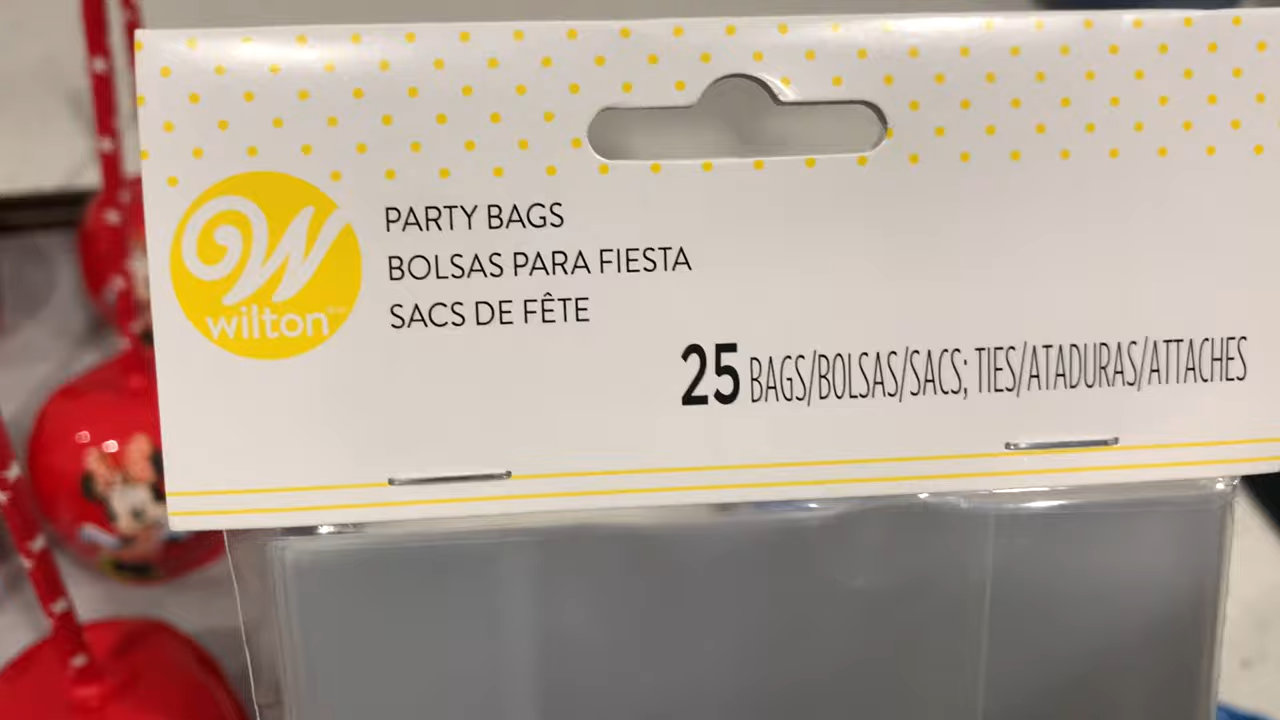 PARTY BAGS
BOLSAS PARA FIESTA
SACS DE FÊTE
wilton
25 BAGS/BOLSAS/SACS; TIES/ATADURAS/ATTACHES